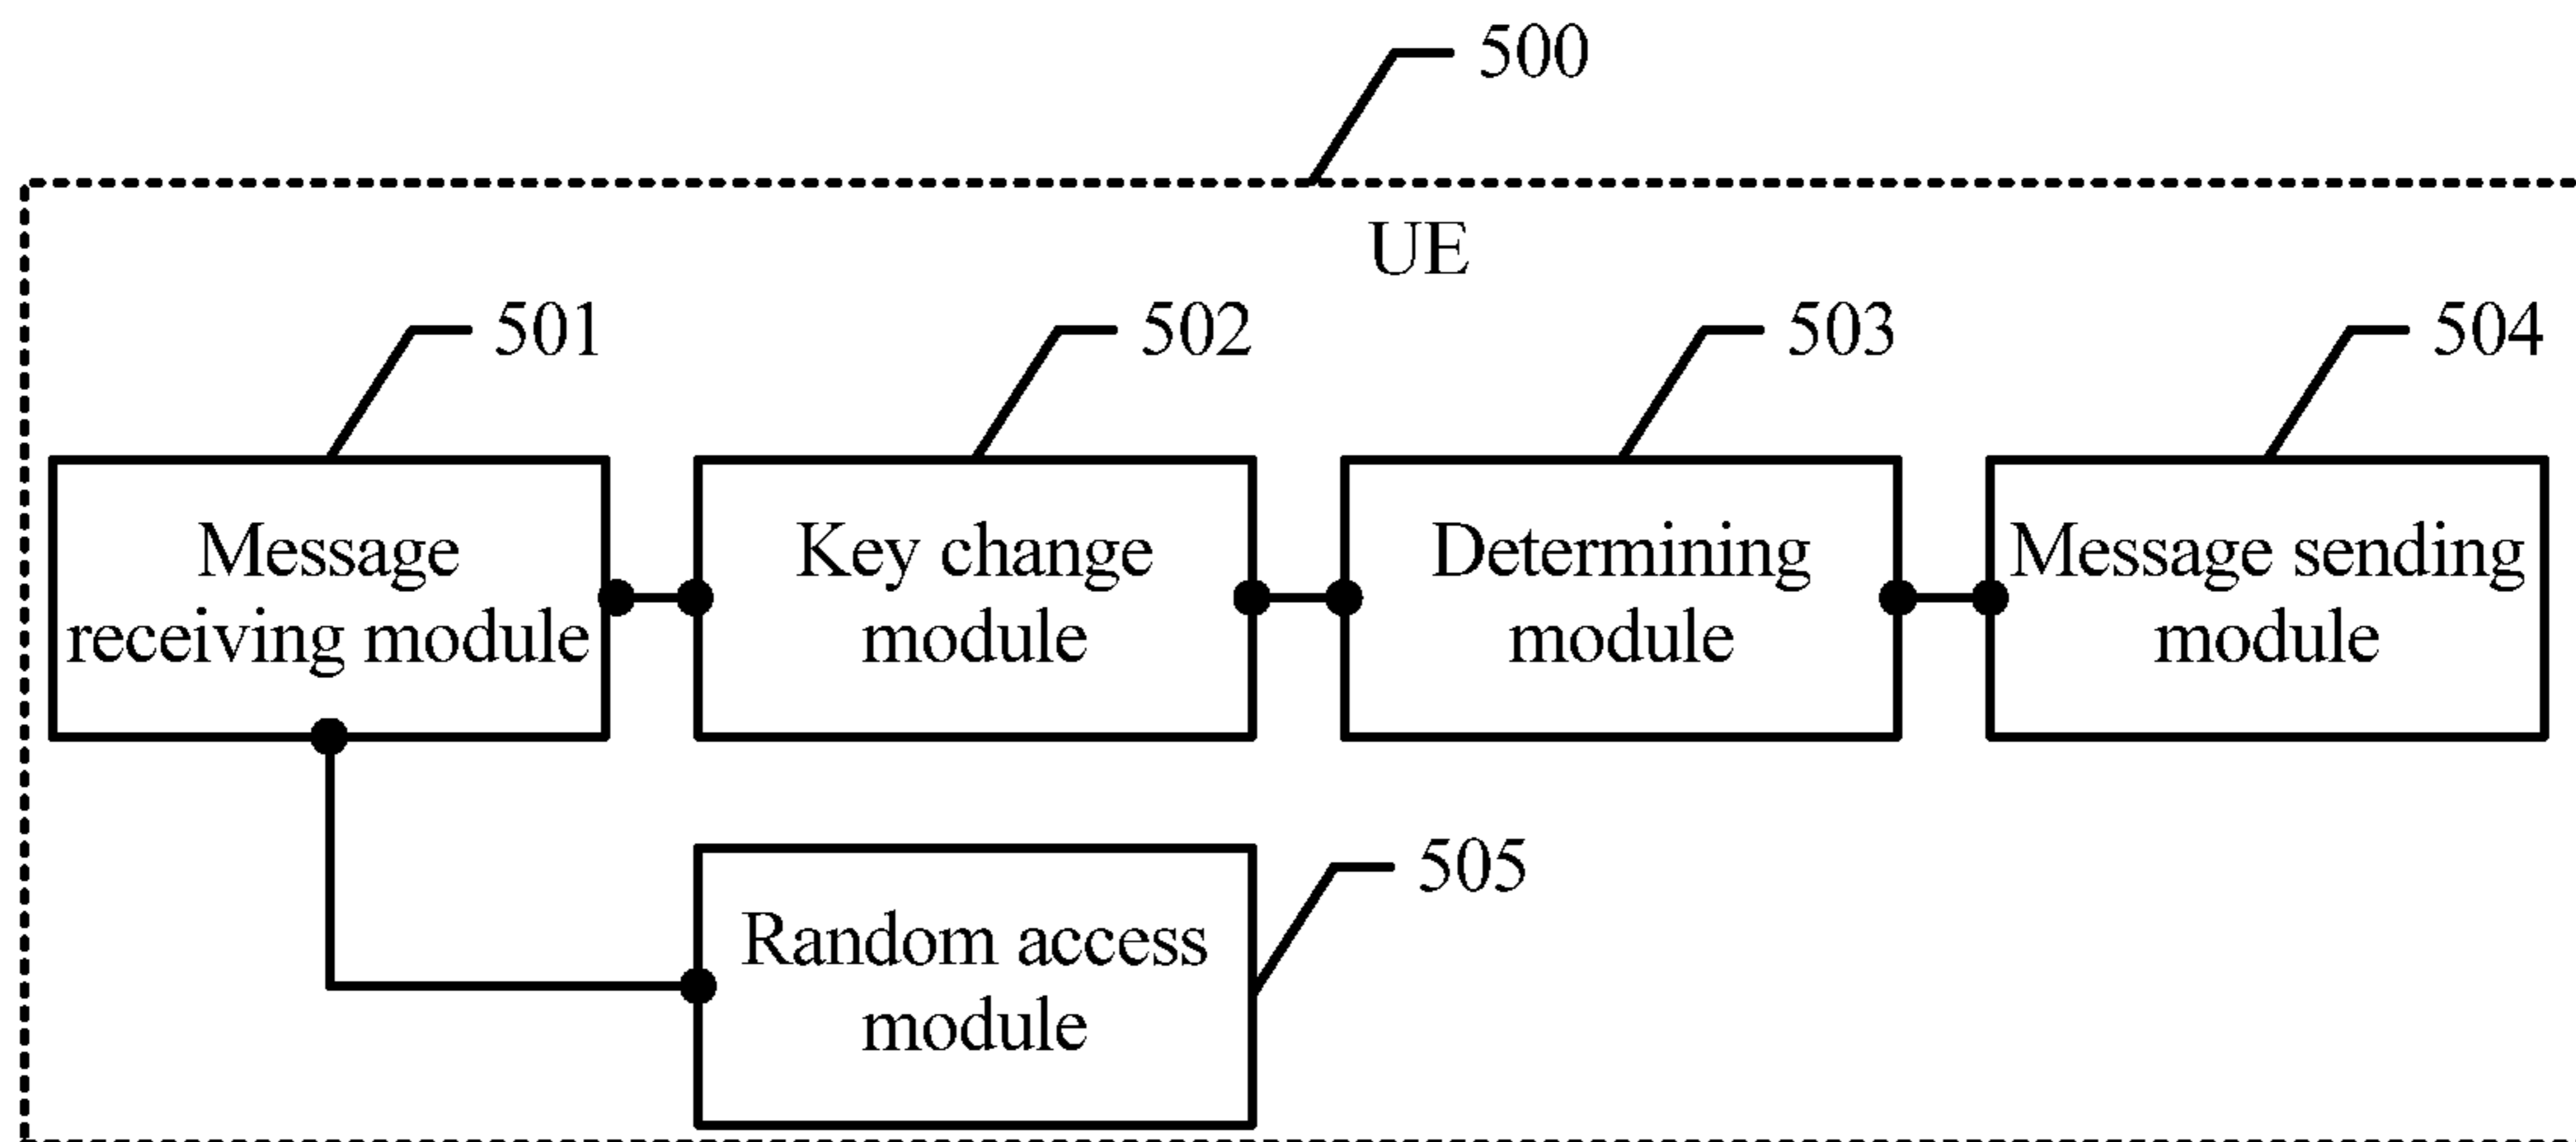 500
UE
501
502
503
504
Message
receiving module
Key change
module
Determining
module
Message sending
module
505
Random access
module